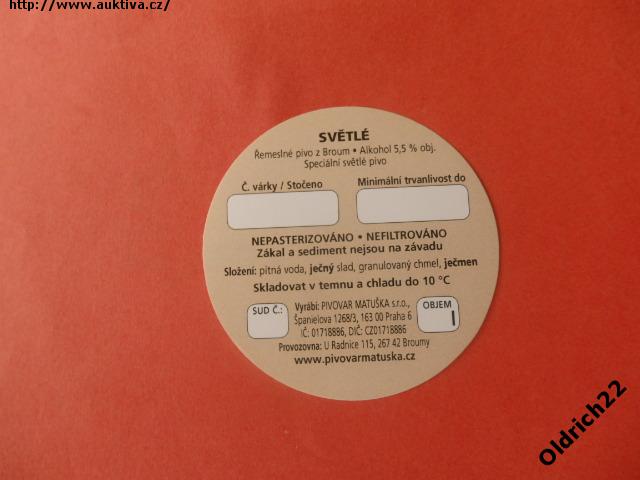 http://www.auktiva.cz/
SVĚTLÉ
Řemeslné pivo z Broum • Alkohol 5,5 % obj.
Speciální světlé pivo
Č. várky / Stočeno
Minimální trvanlivost do
NEPASTERIZOVÁNO • NEFILTROVÁNO
Zákal a sediment nejsou na závadu
Složení: pitná voda, ječný slad, granulovaný chmel, ječmen
Skladovat v temnu a chladu do 10 °C
SUD Č.:
Vyrábí: PIVOVAR MATUŠKA s.r.o.,
Španielova 1268/3, 163 00 Praha 6
IČ: 01718886, DIČ: CZ01718886
OBJEM
l
Provozovna: U Radnice 115, 267 42 Broumy
www.pivovarmatuska.cz
Oldrich22